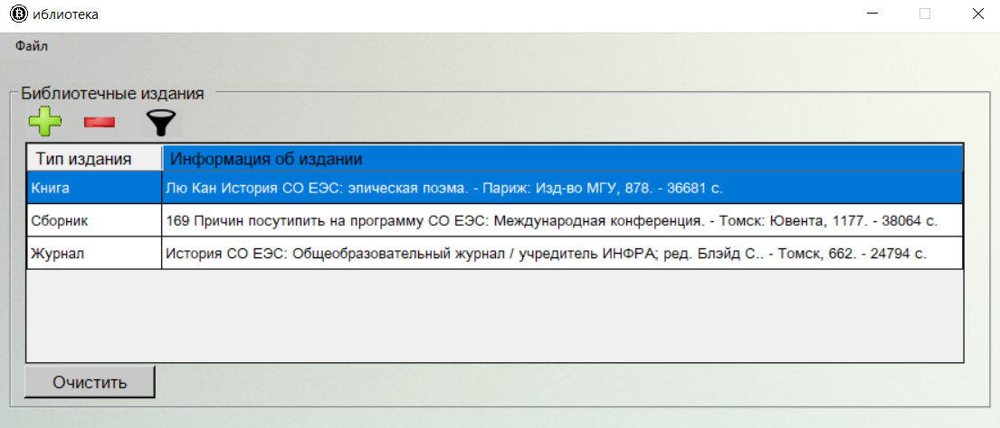 B иблиотека
Файл
Библиотечные издания
Тип издания Информация об издании
Книга Лю Кан История СО ЕЭС: эпическая поэма. - Париж: Изд-во МГУ, 878. - 36681 с.
Сборник 169 Причин посутипить на программу СО ЕЭС: Международная конференция. - Томск: Ювента, 1177. - 38064 с.
Журнал История СО ЕЭС: Общеобразовательный журнал / учредитель ИНФРА; ред. Блэйд С.. - Томск, 662. - 24794 с.
Очистить